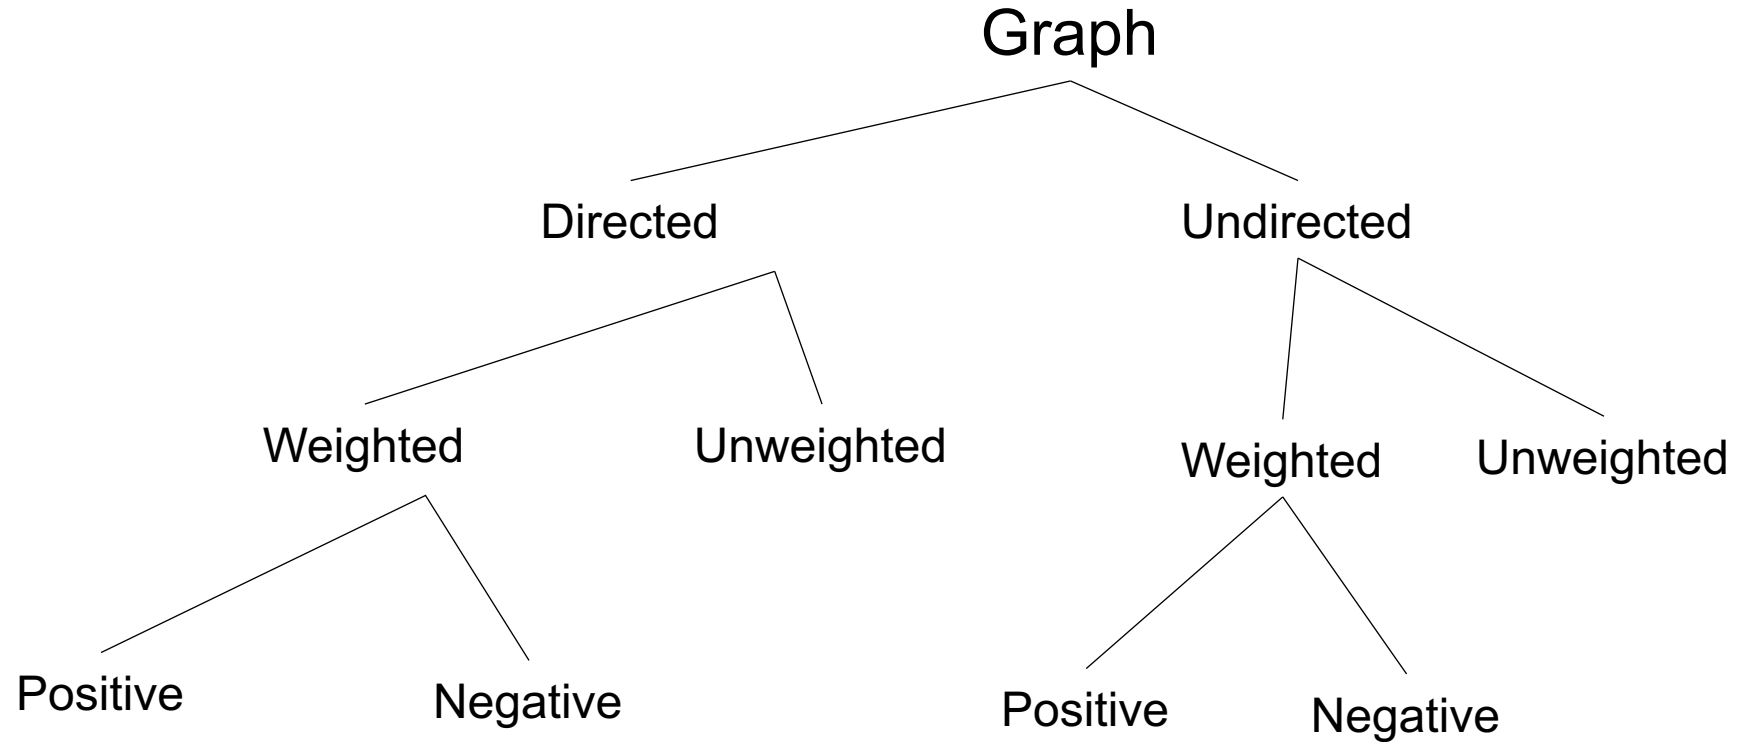 Graph
Directed
Undirected
Weighted
Unweighted
Weighted
Unweighted
Positive
Negative
Positive
Negative